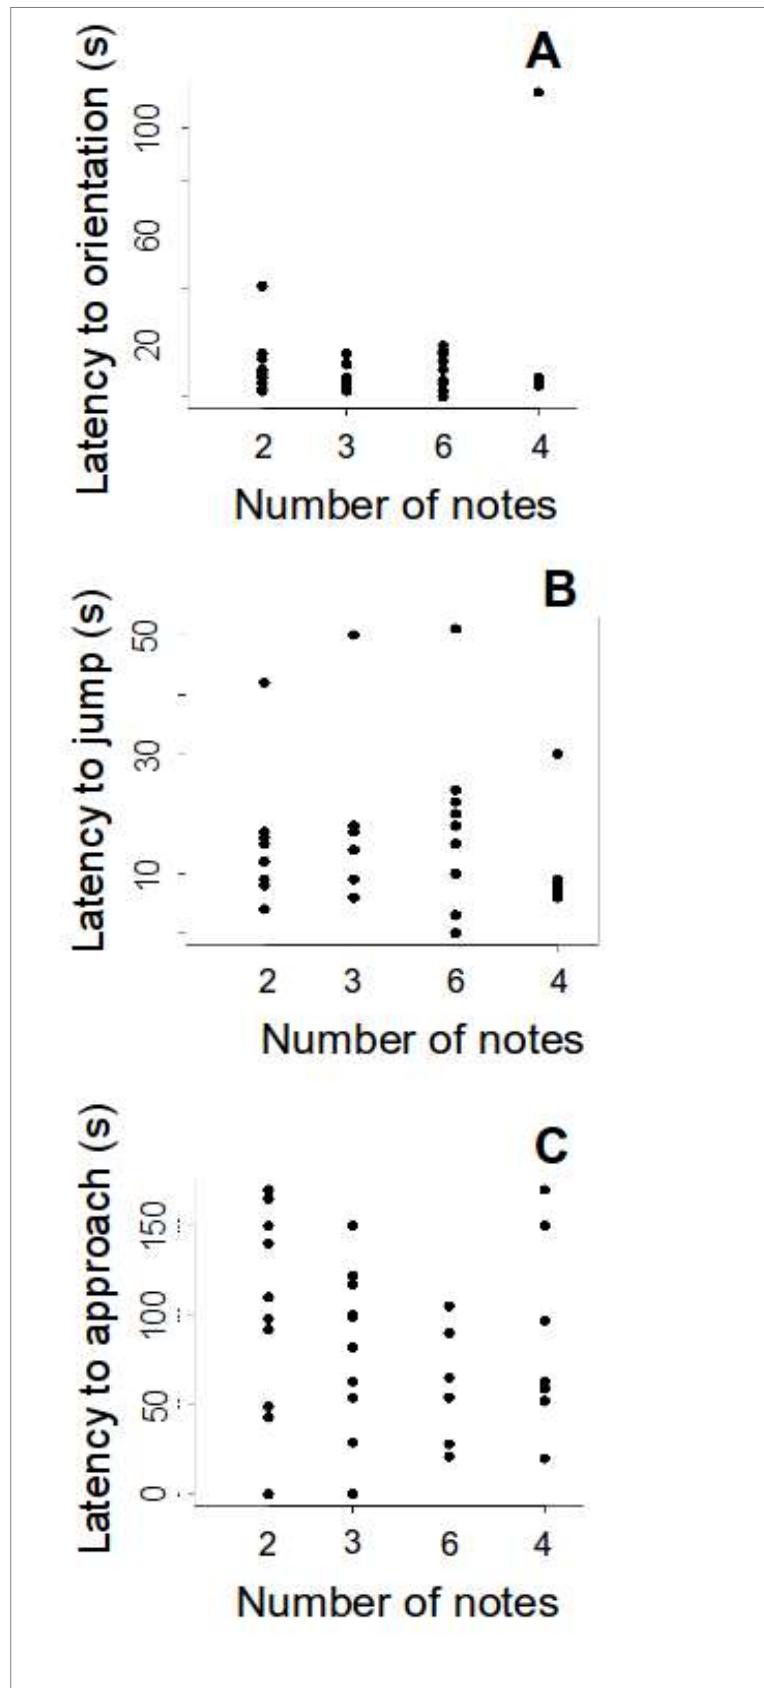 A
Latency to orientation (s)
100
60
20
2 3 6 4
Number of notes
B
Latency to jump (s)
50
30
10
2 3 6 4
Number of notes
C
Latency to approach (s)
150
100
50
0
2 3 6 4
Number of notes